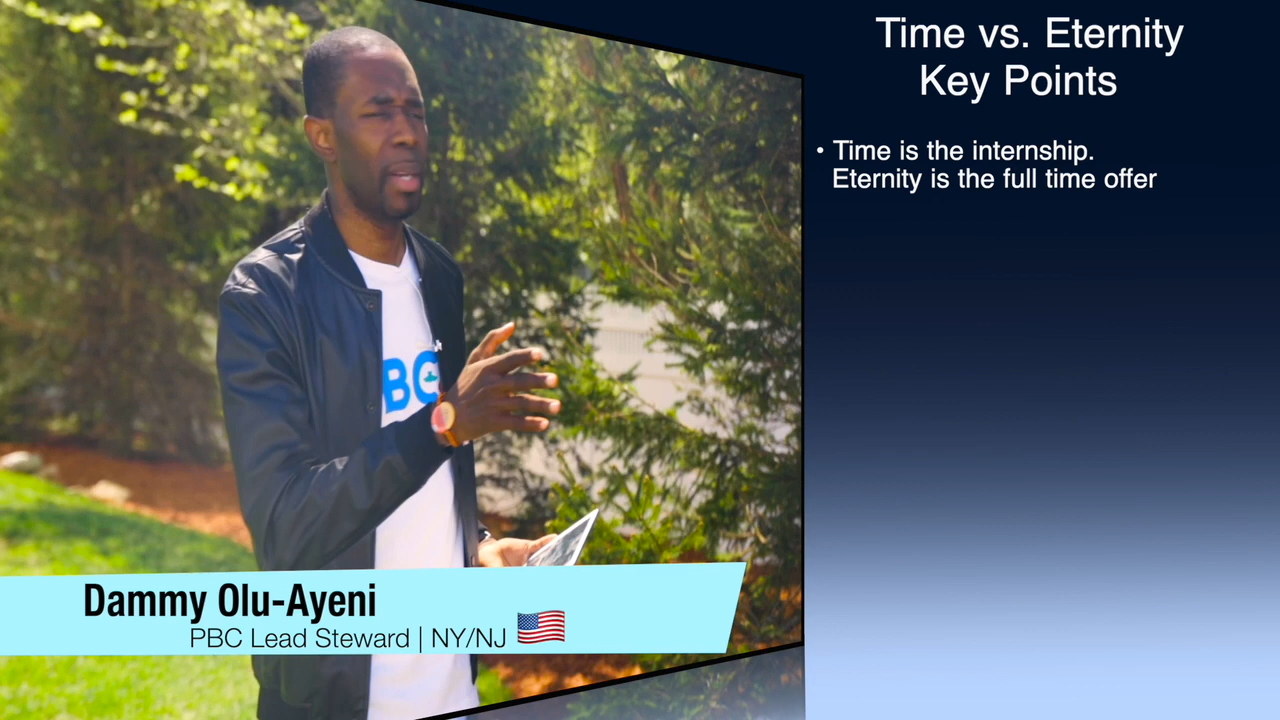 Time vs. Eternity
Key Points
• Time is the internship.
Eternity is the full time offer
BC
Dammy Olu-Ayeni
PBC Lead Steward | NY/NJ